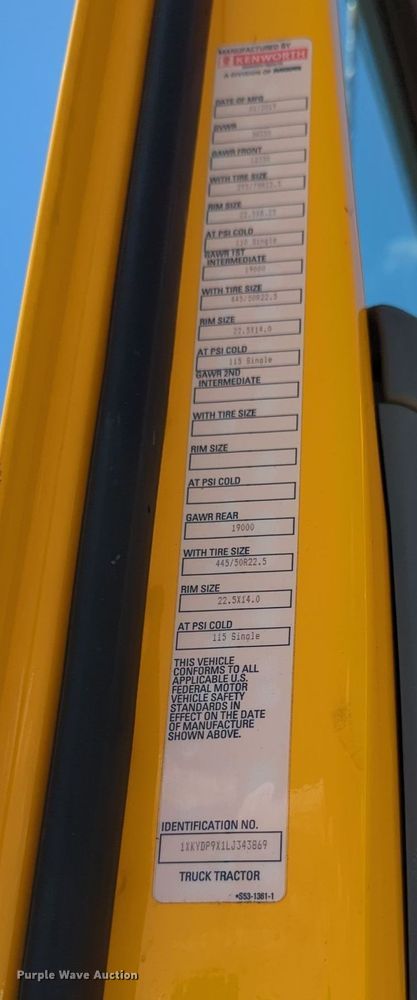 MANUFACTURED BY
KENWORTH
A DIVISION OF PACCAR
DATE OF MFG
GVWR
GAWR FRONT
WITH TIRE SIZE
RIM SIZE
AT PSI COLD
110 Single
GAWR 1ST
INTERMEDIATE
19000
WITH TIRE SIZE
445/50R22.5
RIM SIZE
22.5X14.0
AT PSI COLD
115 Single
GAWR 2ND
INTERMEDIATE
WITH TIRE SIZE
RIM SIZE
AT PSI COLD
GAWR REAR
19000
WITH TIRE SIZE
445/50R22.5
RIM SIZE
22.5X14.0
AT PSI COLD
115 Single
THIS VEHICLE
CONFORMS TO ALL
APPLICABLE U.S.
FEDERAL MOTOR
VEHICLE SAFETY
STANDARDS IN
EFFECT ON THE DATE
OF MANUFACTURE
SHOWN ABOVE.
IDENTIFICATION NO.
1XKYDP9X1LJ343869
TRUCK TRACTOR
*S53-1361-1
Purple Wave Auction